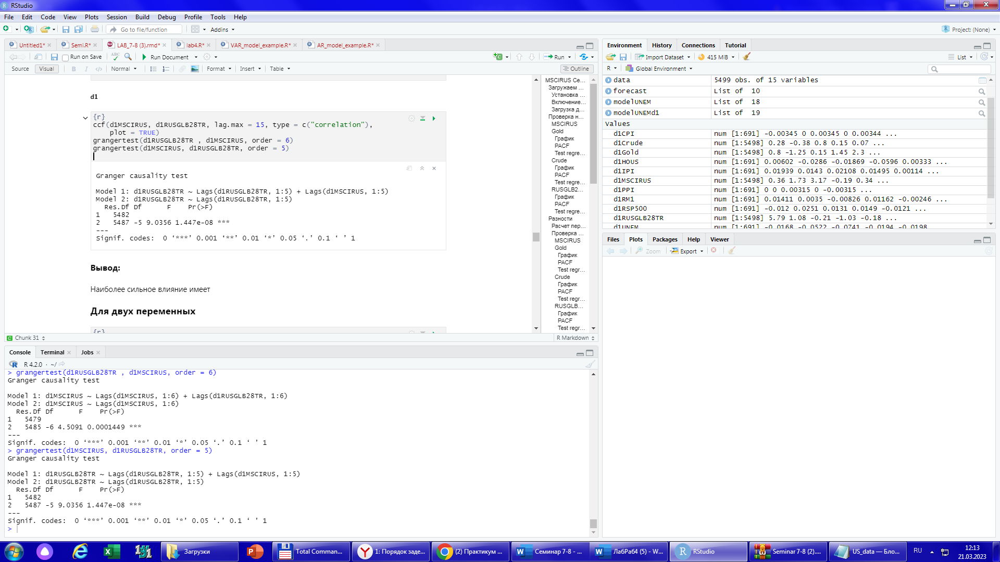 RStudio
File Edit Code View Plots Session Build Debug Profile Tools Help
Go to file/function
Addins
Project: (None)
Untitled1*
Semi.R*
LAB_7-8 (3).rmd*
lab4.R*
VAR_model_example.R*
AR_model_example.R*
Run on Save
ABC
Run Document
Run
Source Visual B I </> Normal Format Insert Table Outline
d1
{r}
ccf(d1MSCIRUS, d1RUSGLB28TR, lag.max = 15, type = c("correlation"),
plot = TRUE)
grangertest(d1RUSGLB28TR , d1MSCIRUS, order = 6)
grangertest(d1MSCIRUS, d1RUSGLB28TR, order = 5)
Granger causality test
Model 1: d1RUSGLB28TR ~ Lags(d1RUSGLB28TR, 1:5) + Lags(d1MSCIRUS, 1:5)
Model 2: d1RUSGLB28TR ~ Lags(d1RUSGLB28TR, 1:5)
Res.Df Df F Pr(>F)
1 5482
2 5487 -5 9.0356 1.447e-08 ***
---
Signif. codes: 0 ‘***’ 0.001 ‘**’ 0.01 ‘*’ 0.05 ‘.’ 0.1 ‘ ’ 1
Вывод:
Наиболее сильное влияние имеет
Для двух переменных
{r}
MSCIRUS Ce...
Загружаем ...
Установка ...
Включение...
Загрузка д...
Проверка н...
MSCIRUS
Gold
График
PACF
Test regre...
Crude
График
PACF
Test regre...
RUSGLB2...
График
PACF
Test regre...
Разности
Расчет пер...
Проверка ...
MSCIRUS
Gold
График
PACF
Test regr...
Crude
График
PACF
Test regr...
RUSGLB...
График
PACF
Test regr...
Chunk 31
R Markdown
Console Terminal Jobs
R 4.2.0 · ~/
> grangertest(d1RUSGLB28TR , d1MSCIRUS, order = 6)
Granger causality test
Model 1: d1MSCIRUS ~ Lags(d1MSCIRUS, 1:6) + Lags(d1RUSGLB28TR, 1:6)
Model 2: d1MSCIRUS ~ Lags(d1MSCIRUS, 1:6)
Res.Df Df F Pr(>F)
1 5479
2 5485 -6 4.5091 0.0001449 ***
---
Signif. codes: 0 ‘***’ 0.001 ‘**’ 0.01 ‘*’ 0.05 ‘.’ 0.1 ‘ ’ 1
> grangertest(d1MSCIRUS, d1RUSGLB28TR, order = 5)
Granger causality test
Model 1: d1RUSGLB28TR ~ Lags(d1RUSGLB28TR, 1:5) + Lags(d1MSCIRUS, 1:5)
Model 2: d1RUSGLB28TR ~ Lags(d1RUSGLB28TR, 1:5)
Res.Df Df F Pr(>F)
1 5482
2 5487 -5 9.0356 1.447e-08 ***
---
Signif. codes: 0 ‘***’ 0.001 ‘**’ 0.01 ‘*’ 0.05 ‘.’ 0.1 ‘ ’ 1
>
Environment History Connections Tutorial
Import Dataset 415 MiB List
R Global Environment
data 5499 obs. of 15 variables
forecast List of 10
modelUNEM List of 18
modelUNEMd1 List of 19
Values
d1CPI num [1:691] -0.00345 0 0.00345 0 0.00344 ...
d1Crude num [1:5498] 0.28 -0.38 0.8 0.15 0.07 ...
d1Gold num [1:5498] 0.8 -1.25 0.15 1.45 2.3 ...
d1HOUS num [1:691] 0.00602 -0.0286 -0.01869 -0.0596 0.00333 ...
d1IPI num [1:691] 0.01939 0.0143 0.02108 0.01495 0.00114 ...
d1MSCIRUS num [1:5498] 0.36 1.73 3.17 -0.19 0.34 ...
d1PPI num [1:691] 0 0 0.00315 0 -0.00315 ...
d1RM1 num [1:691] 0.01411 0.0035 -0.00826 0.01162 -0.00246 ...
d1RSP500 num [1:691] -0.012 0.0251 0.0131 0.0149 -0.0121 ...
d1RUSGLB28TR num [1:5498] 5.79 1.08 -0.21 -1.03 -0.18 ...
d1UNEM num [1:691] -0.0168 -0.0522 -0.0741 -0.0194 -0.0198
Files Plots Packages Help Viewer
Zoom Export
Загрузки
Total Comman...
1: Порядок заде...
(2) Практикум ...
Семинар 7-8 - ...
ЛабРаб4 (5) - W...
RStudio
Seminar 7-8 (2)....
US_data — Бло...
RU
12:13
21.03.2023